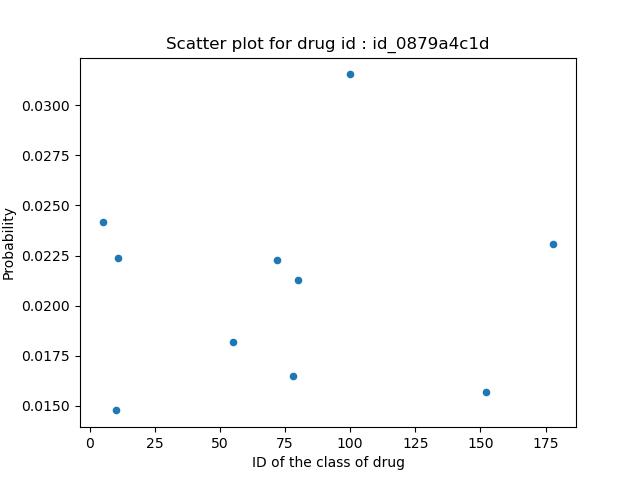 Scatter plot for drug id : id_0879a4c1d
Probability
0.0300
0.0275
0.0250
0.0225
0.0200
0.0175
0.0150
0 25 50 75 100 125 150 175
ID of the class of drug